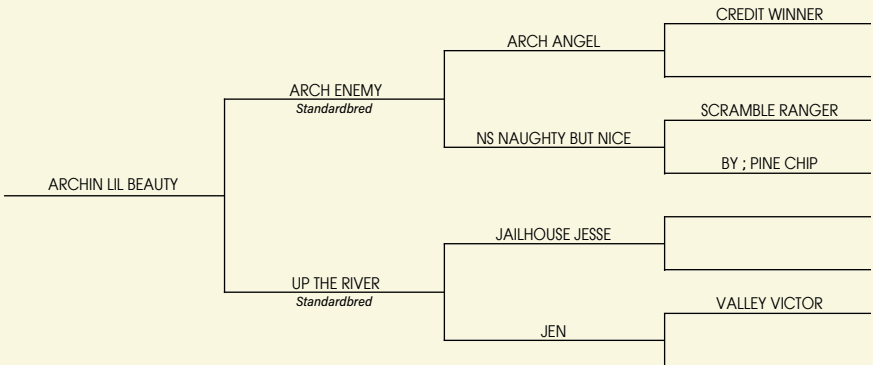 CREDIT WINNER
ARCH ANGEL
ARCH ENEMY
Standardbred
SCRAMBLE RANGER
NS NAUGHTY BUT NICE
BY ; PINE CHIP
ARCHIN LIL BEAUTY
JAILHOUSE JESSE
UP THE RIVER
Standardbred
VALLEY VICTOR
JEN